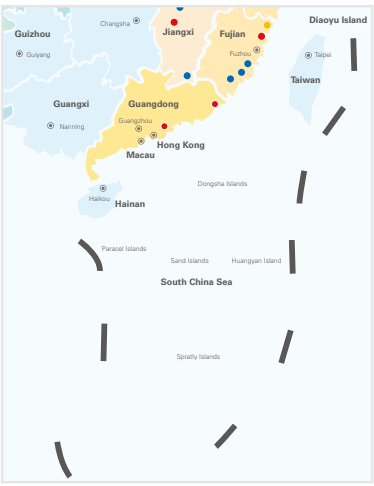 Diaoyu Island
Changsha
Jiangxi
Guizhou
Fujian
Guiyang
Fuzhou
Taipei
Taiwan
Guangxi
Guangdong
Guangzhou
Nanning
Hong Kong
Macau
Dongsha Islands
Haikou
Hainan
Paracel Islands
Sand Islands
Huangyan Island
South China Sea
Spratly Islands